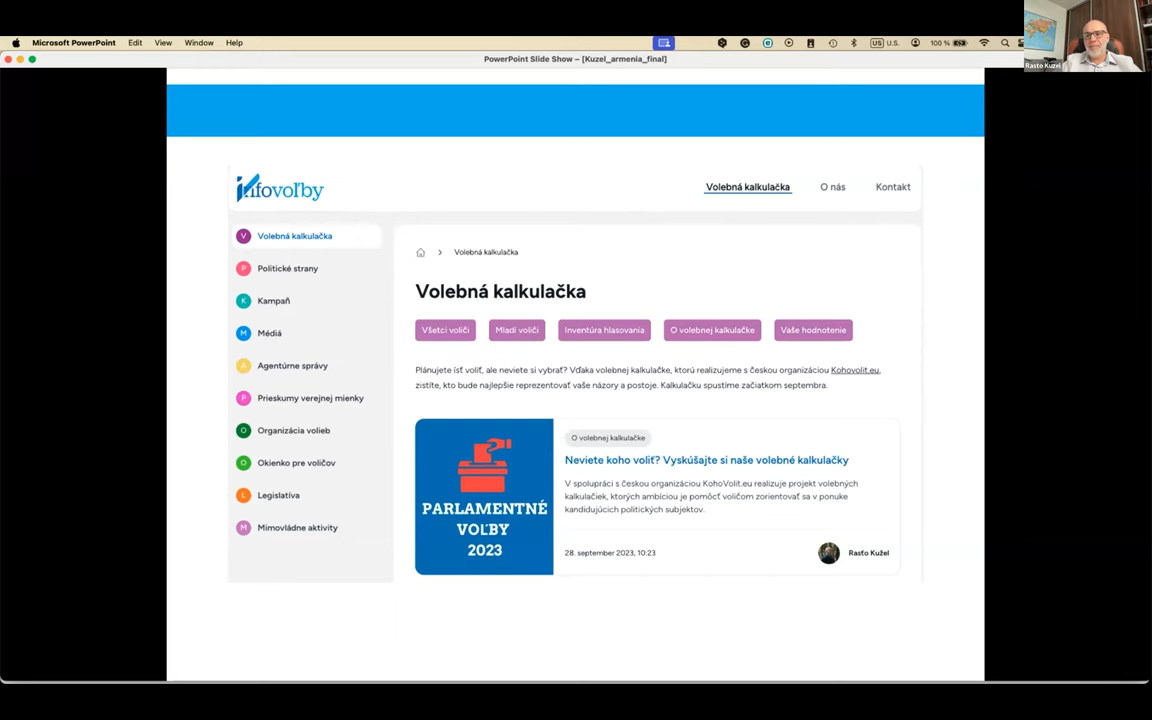 Microsoft PowerPoint Edit View Window Help
US U.S. 100 %
PowerPoint Slide Show – [Kuzel_armenia_final]
Rasto Kuzel
infovoľby
Volebná kalkulačka O nás Kontakt
V Volebná kalkulačka
P Politické strany
K Kampaň
M Médiá
A Agentúrne správy
P Prieskumy verejnej mienky
O Organizácia volieb
O Okienko pre voličov
L Legislatíva
M Mimovládne aktivity
Volebná kalkulačka
Volebná kalkulačka
Všetci voliči Mladí voliči Inventúra hlasovania O volebnej kalkulačke Vaše hodnotenie
Plánujete ísť voliť, ale neviete si vybrať? Vďaka volebnej kalkulačke, ktorú realizujeme s českou organizáciou Kohovolit.eu,
zistíte, kto bude najlepšie reprezentovať vaše názory a postoje. Kalkulačku spustíme začiatkom septembra.
PARLAMENTNÉ
VOĽBY
2023
O volebnej kalkulačke
Neviete koho voliť? Vyskúšajte si naše volebné kalkulačky
V spolupráci s českou organizáciou KohoVolit.eu realizuje projekt volebných
kalkulačiek, ktorých ambíciou je pomôcť voličom zorientovať sa v ponuke
kandidujúcich politických subjektov.
28. september 2023, 10:23 Rasťo Kužel